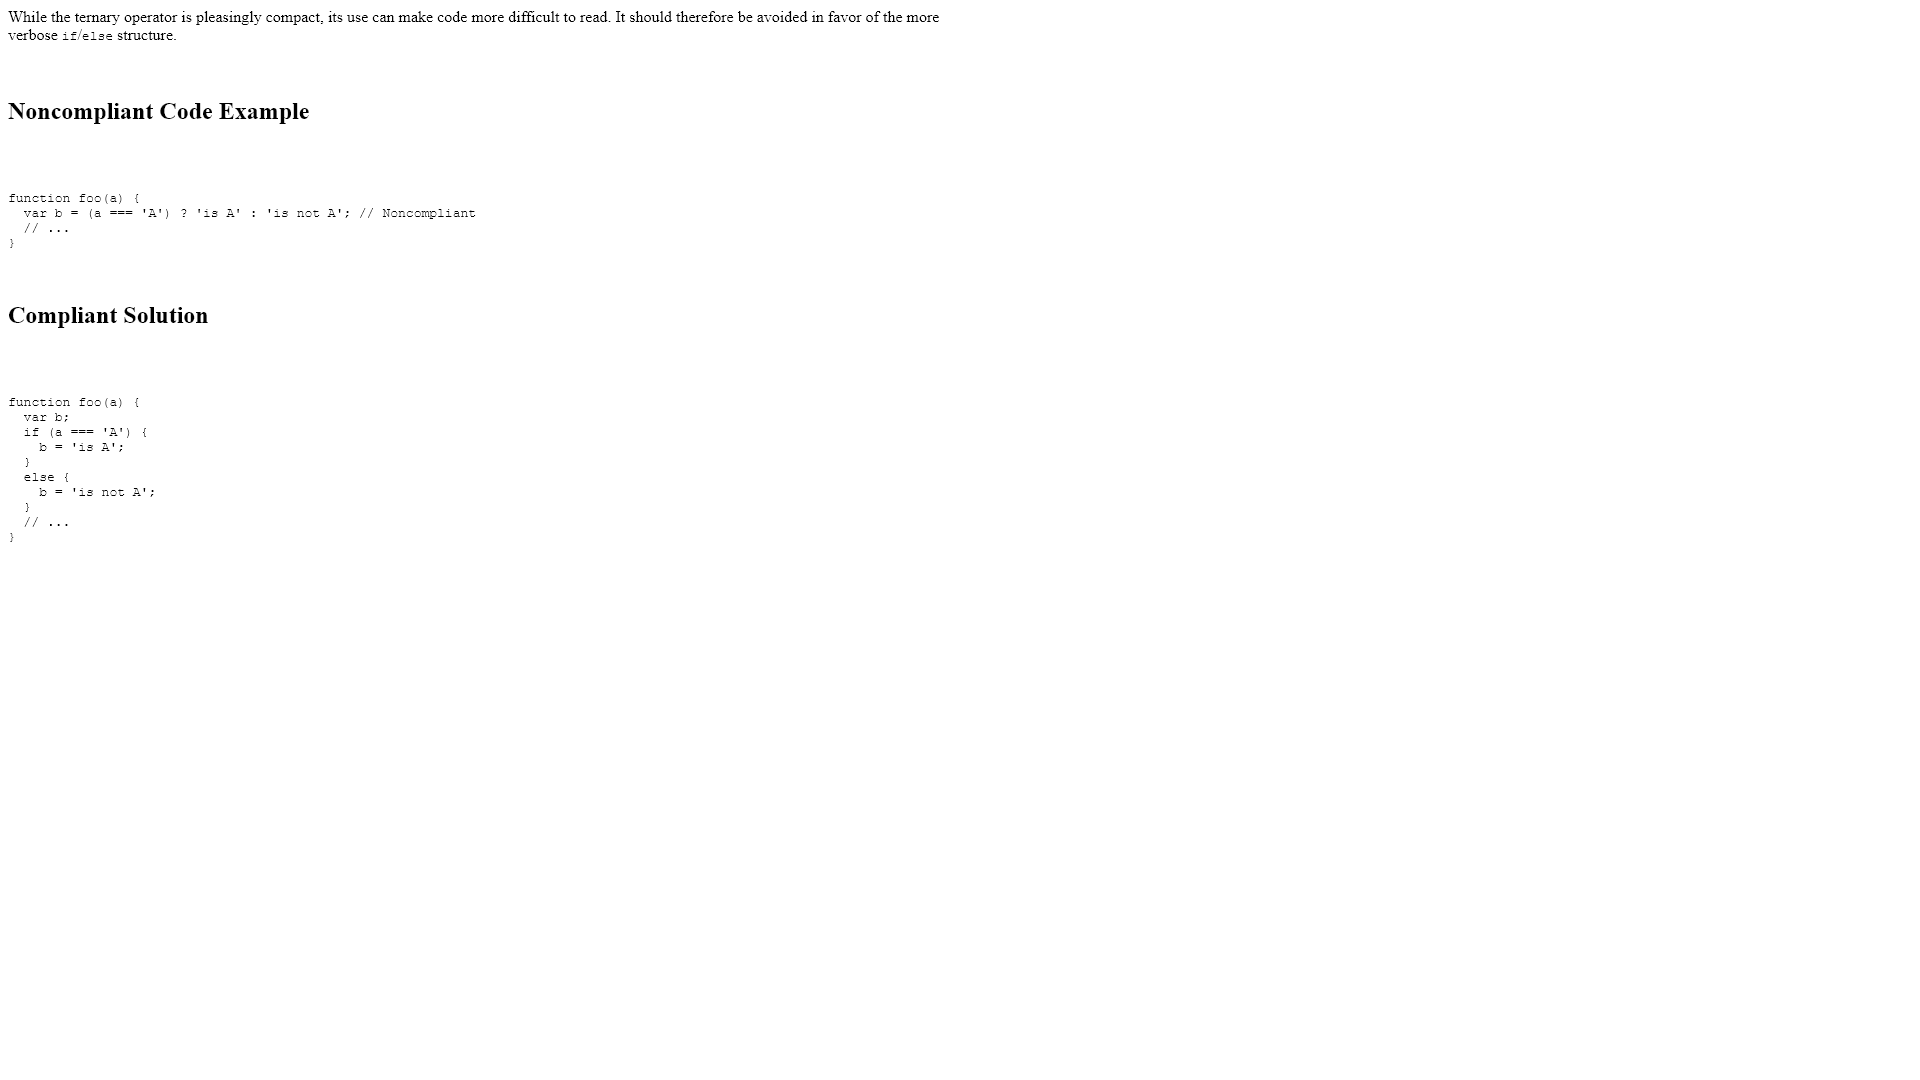 While the ternary operator is pleasingly compact, its use can make code more difficult to read. It should therefore be avoided in favor of the more
verbose if/else structure.
Noncompliant Code Example
function foo(a) {
  var b = (a === 'A') ? 'is A' : 'is not A'; // Noncompliant
  // ...
}
Compliant Solution
function foo(a) {
  var b;
  if (a === 'A') {
    b = 'is A';
  }
  else {
    b = 'is not A';
  }
  // ...
}